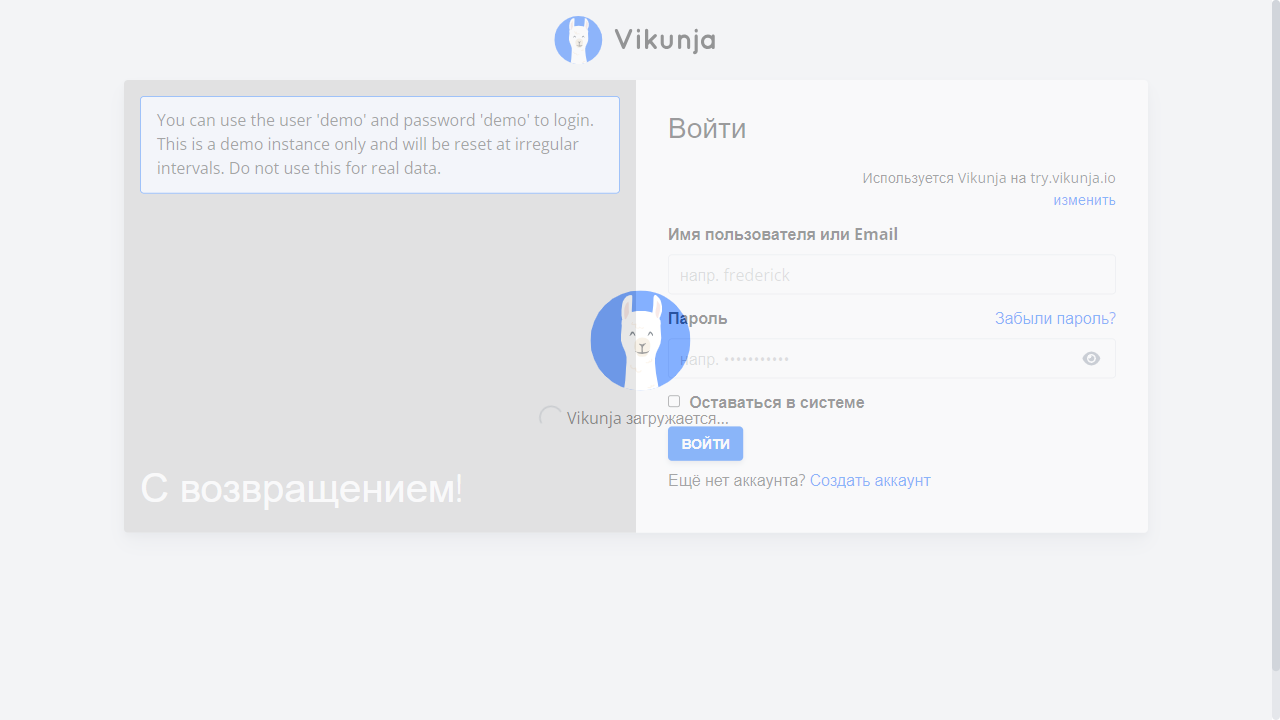 Vikunja
You can use the user 'demo' and password 'demo' to login.
This is a demo instance only and will be reset at irregular
intervals. Do not use this for real data.
С возвращением!
Войти
Используется Vikunja на try.vikunja.io
изменить
Имя пользователя или Email
напр. frederick
Пароль
Забыли пароль?
напр. •••••••••••
Оставаться в системе
Vikunja загружается...
ВОЙТИ
Ещё нет аккаунта? Создать аккаунт